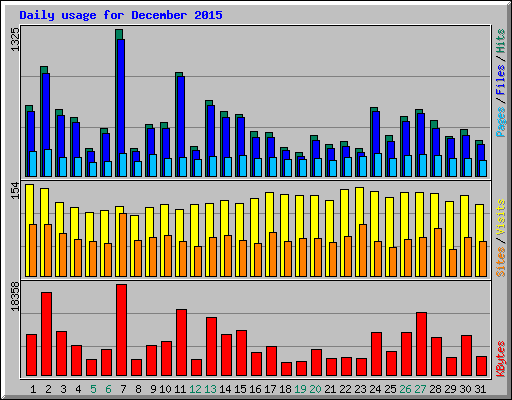 Daily usage for December 2015
1325
Pages / Files / Hits
154
Sites / Visits
18358
KBytes
1 2 3 4 5 6 7 8 9 10 11 12 13 14 15 16 17 18 19 20 21 22 23 24 25 26 27 28 29 30 31